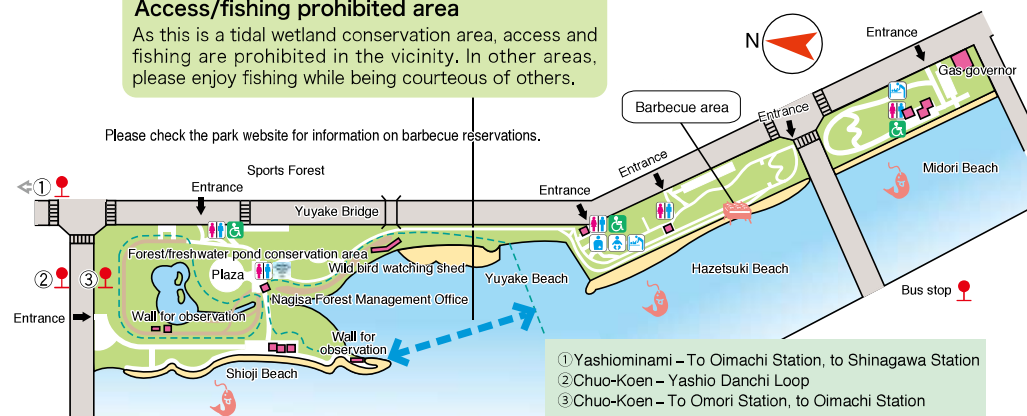 Access/fishing prohibited area
As this is a tidal wetland conservation area, access and
fishing are prohibited in the vicinity. In other areas,
please enjoy fishing while being courteous of others.
N
Entrance
Gas governor
Barbecue area
Entrance
Please check the park website for information on barbecue reservations.
Midori Beach
Entrance
Sports Forest
①
Entrance
Entrance
Yuyake Bridge
Forest/freshwater pond conservation area
Wild bird watching shed
Plaza
Yuyake Beach
Hazetsuki Beach
②
③
Nagisa Forest Management Office
Bus stop
Entrance
Wall for observation
Wall for
observation
Shioji Beach
①Yashiominami – To Oimachi Station, to Shinagawa Station
②Chuo-Koen – Yashio Danchi Loop
③Chuo-Koen – To Omori Station, to Oimachi Station